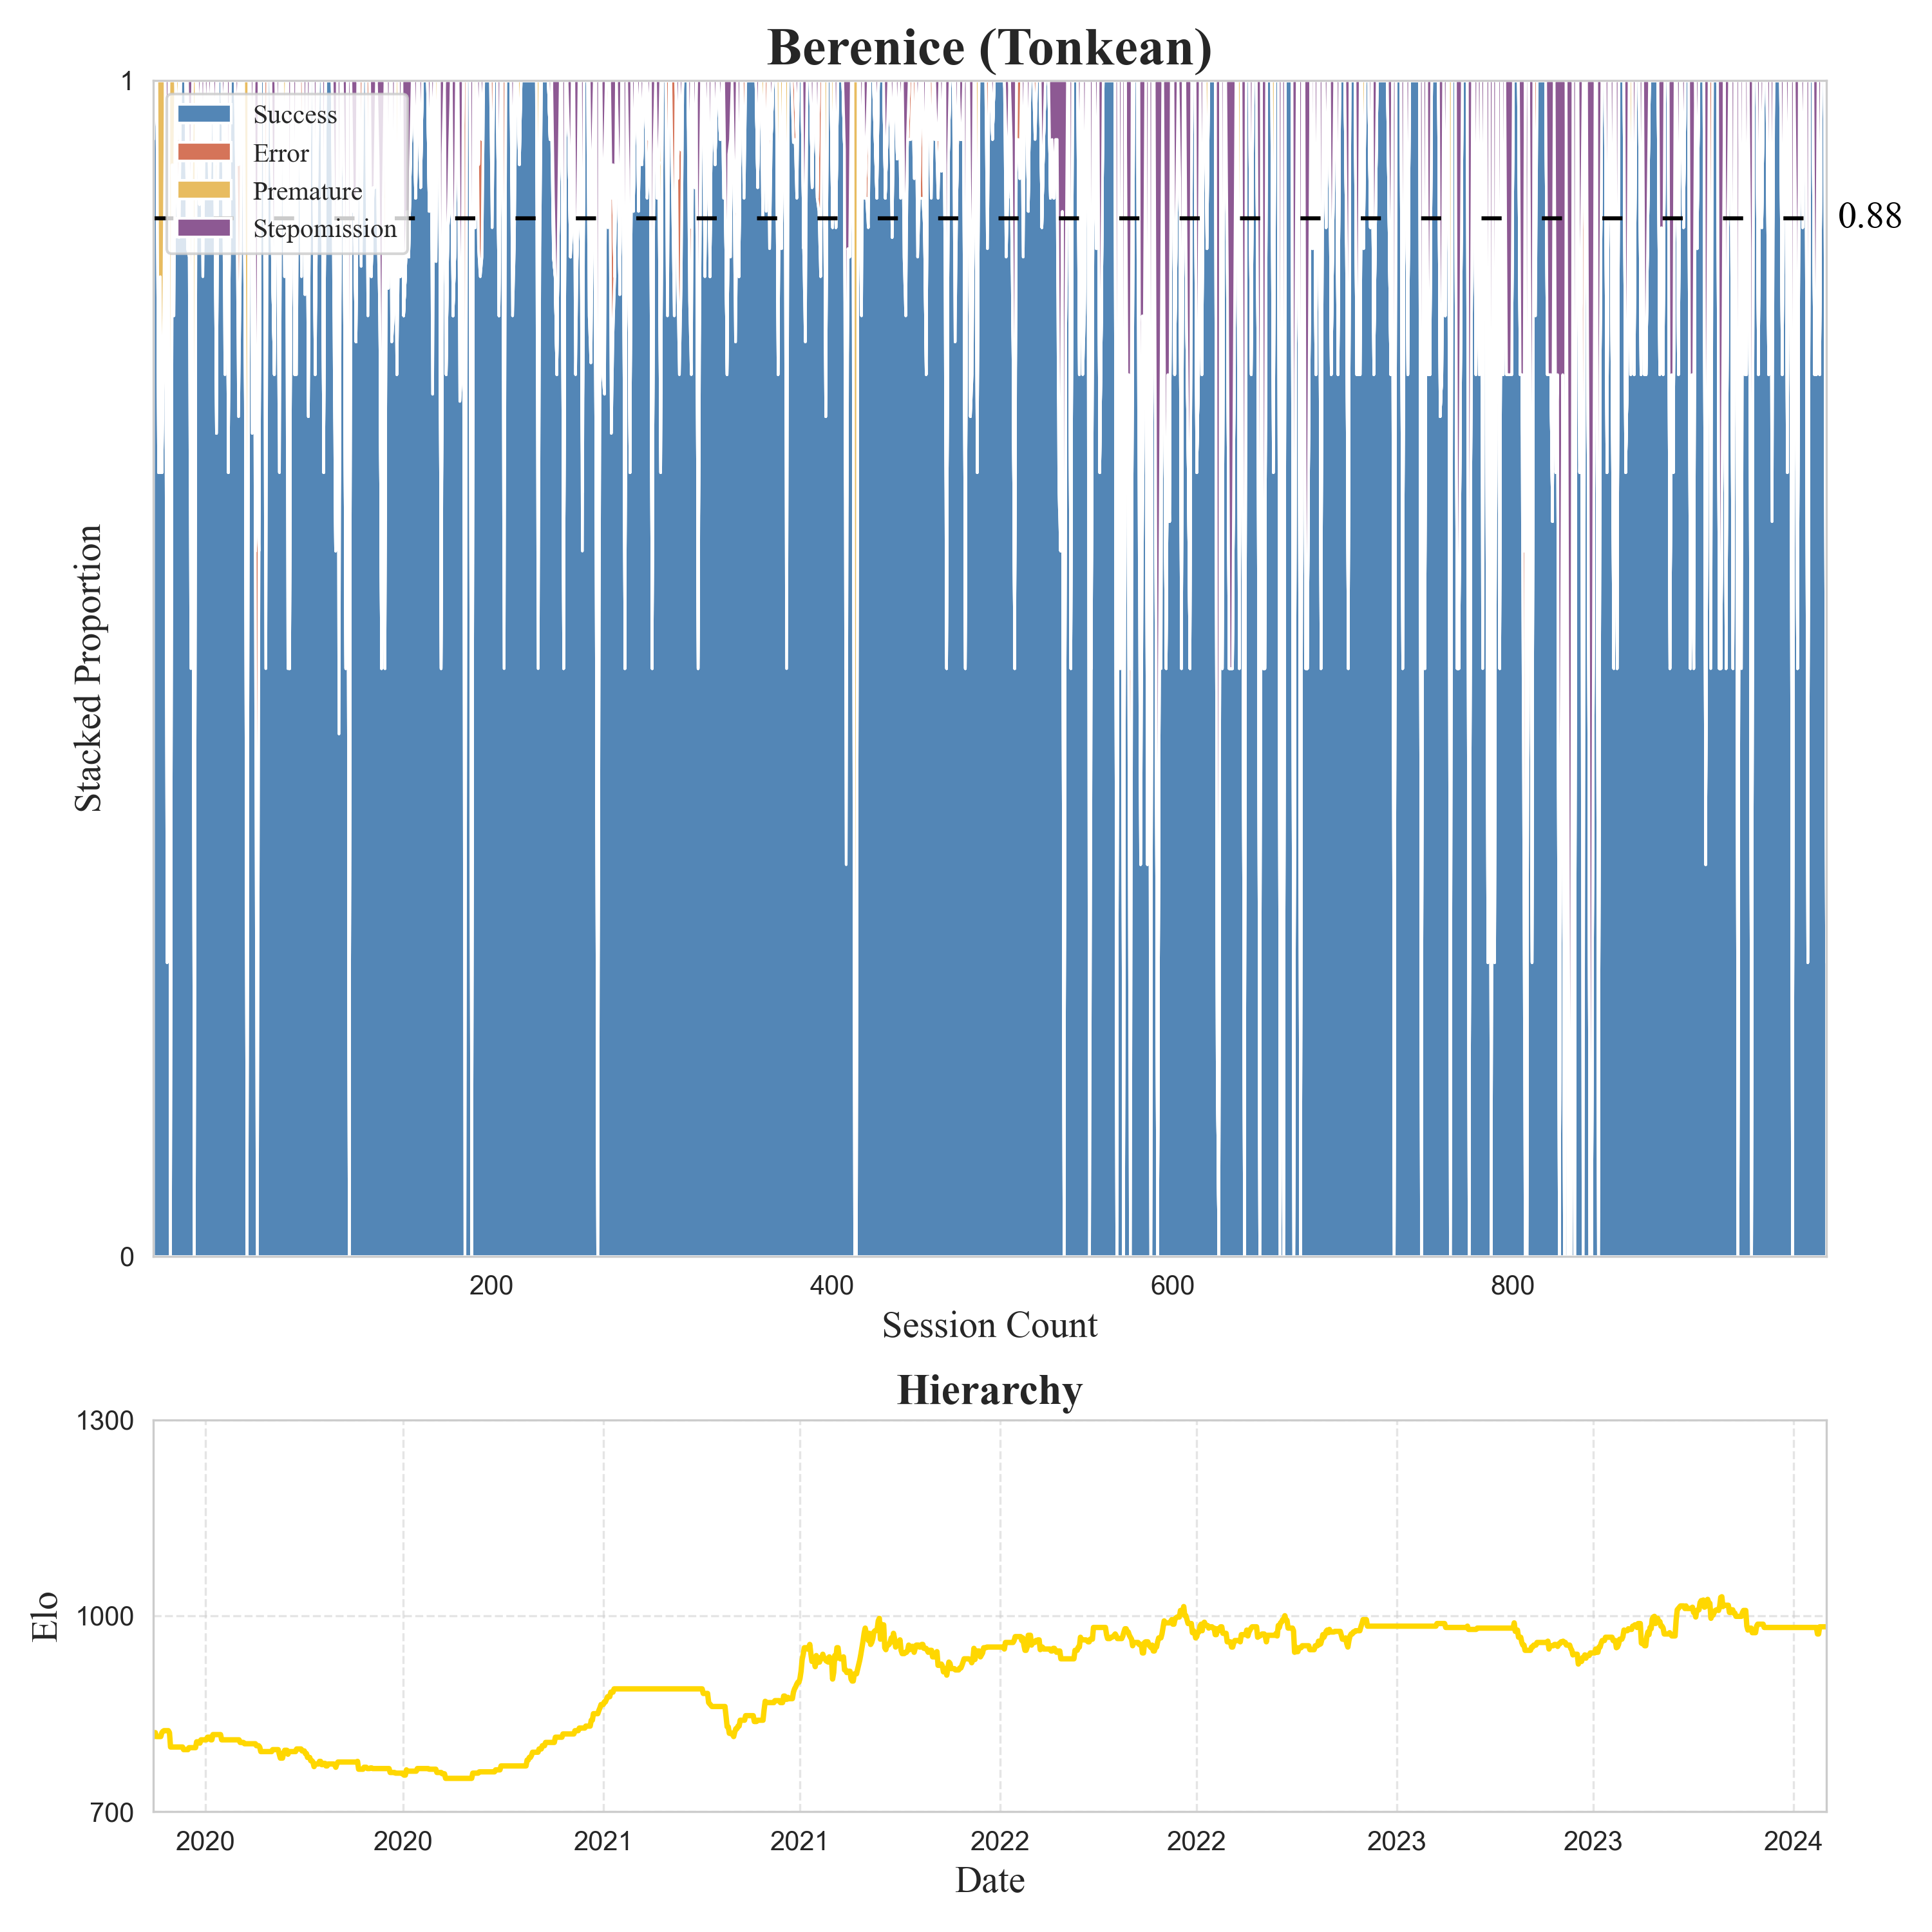 Berenice (Tonkean)
1
Success
Error
Premature
Stepomission
0.88
Stacked Proportion
0
200 400 600 800
Session Count
Hierarchy
1300
1000
700
Elo
2020 2020 2021 2021 2022 2022 2023 2023 2024
Date